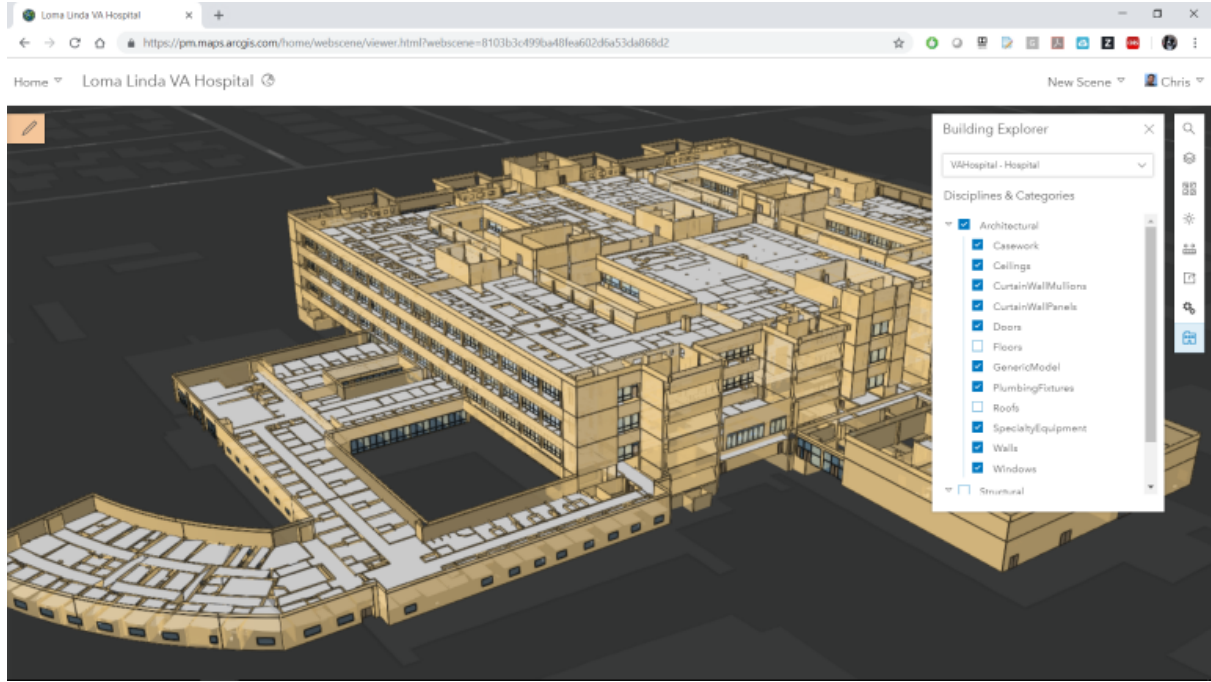 Loma Linda VA Hospital
https://pm.maps.arcgis.com/home/webscene/viewer.html?webscene=8103b3c499ba48fea602d6a53da868d2
Home Loma Linda VA Hospital New Scene Chris
Building Explorer
VAHospital - Hospital
Disciplines & Categories
Architectural
Casework
Ceilings
CurtainWallMullions
CurtainWallPanels
Doors
Floors
GenericModel
PlumbingFixtures
Roofs
SpecialtyEquipment
Walls
Windows
Structural